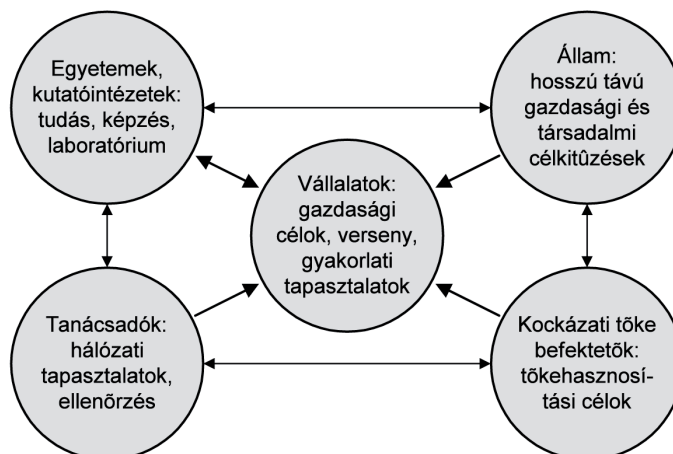 Egyetemek,
kutatóintézetek:
tudás, képzés,
laboratórium
Állam:
hosszú távú
gazdasági és
társadalmi
célkitûzések
Vállalatok:
gazdasági
célok, verseny,
gyakorlati
tapasztalatok
Tanácsadók:
hálózati
tapasztalatok,
ellenõrzés
Kockázati tõke
befektetõk:
tõkehasznosí-
tási célok